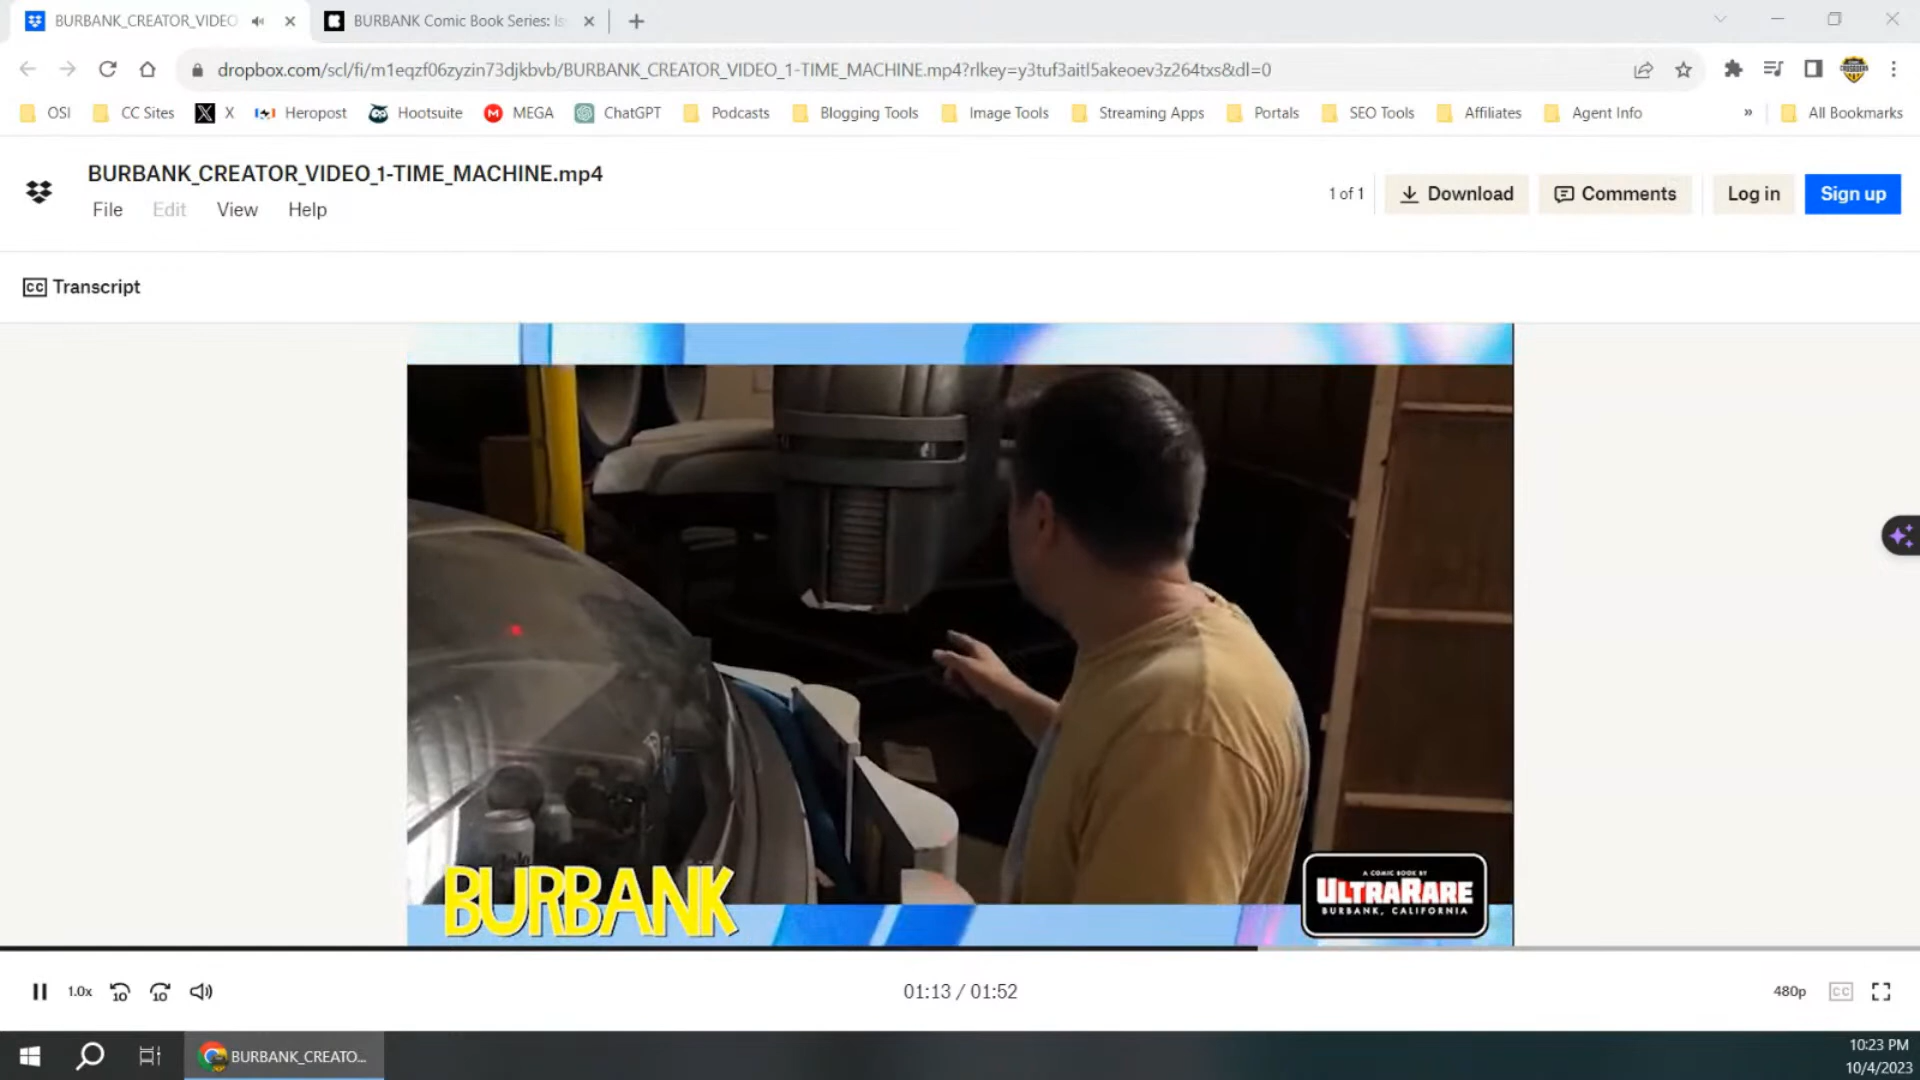 BURBANK_CREATOR_VIDEO
BURBANK Comic Book Series: Is
dropbox.com/scl/fi/m1eqzf06zyzin73djkbvb/BURBANK_CREATOR_VIDEO_1-TIME_MACHINE.mp4?rlkey=y3tuf3aitl5akeoev3z264txs&dl=0
OSI CC Sites X Heropost Hootsuite MEGA ChatGPT Podcasts Blogging Tools Image Tools Streaming Apps Portals SEO Tools Affiliates Agent Info » All Bookmarks
BURBANK_CREATOR_VIDEO_1-TIME_MACHINE.mp4
File Edit View Help
1 of 1 Download Comments Log in Sign up
CC Transcript
BURBANK
A COMIC BOOK BY
ULTRARARE
BURBANK, CALIFORNIA
1.0x 10 10 01:13 / 01:52 480p CC
BURBANK_CREATO...
10:23 PM
10/4/2023